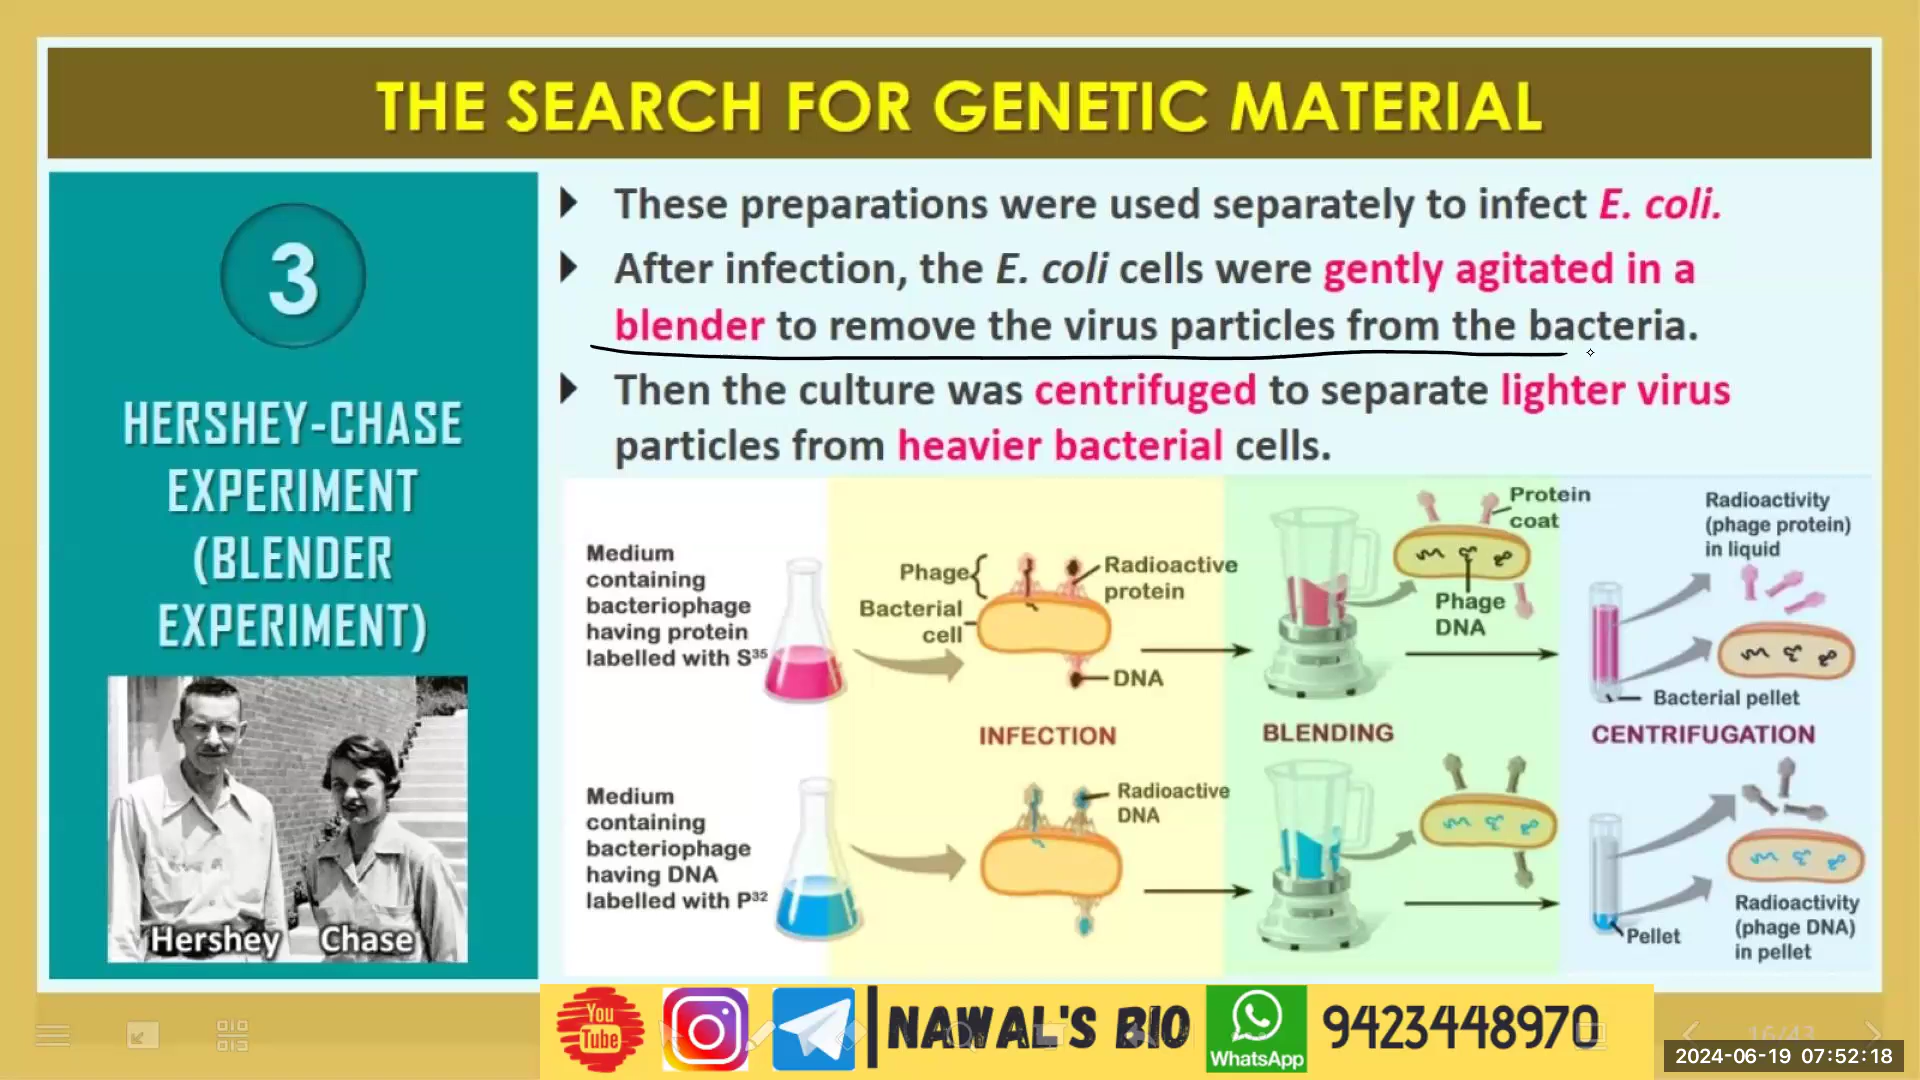 THE SEARCH FOR GENETIC MATERIAL
3
HERSHEY-CHASE
EXPERIMENT
(BLENDER
EXPERIMENT)
Hershey Chase
These preparations were used separately to infect E. coli.
After infection, the E. coli cells were gently agitated in a
blender to remove the virus particles from the bacteria.
Then the culture was centrifuged to separate lighter virus
particles from heavier bacterial cells.
Medium
containing
bacteriophage
having protein
labelled with S³⁵
Phage
Bacterial
cell
Radioactive
protein
DNA
INFECTION
Protein
coat
Phage
DNA
BLENDING
Radioactivity
(phage protein)
in liquid
Bacterial pellet
CENTRIFUGATION
Medium
containing
bacteriophage
having DNA
labelled with P³²
Radioactive
DNA
Pellet
Radioactivity
(phage DNA)
in pellet
You
Tube
NAWAL'S BIO
WhatsApp
9423448970
16/43
2024-06-19 07:52:18